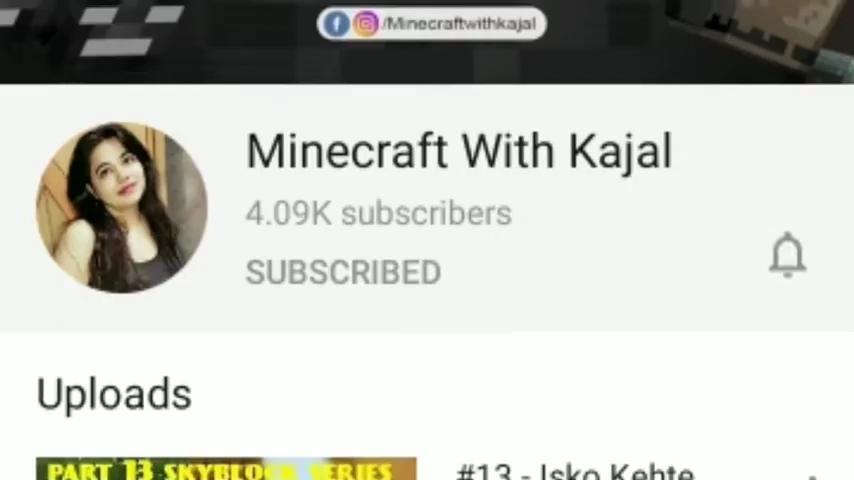 /Minecraftwithkajal
Minecraft With Kajal
4.09K subscribers
SUBSCRIBED
Uploads
PART 13 SKYBLOCK SERIES
#13 - Isko Kehte